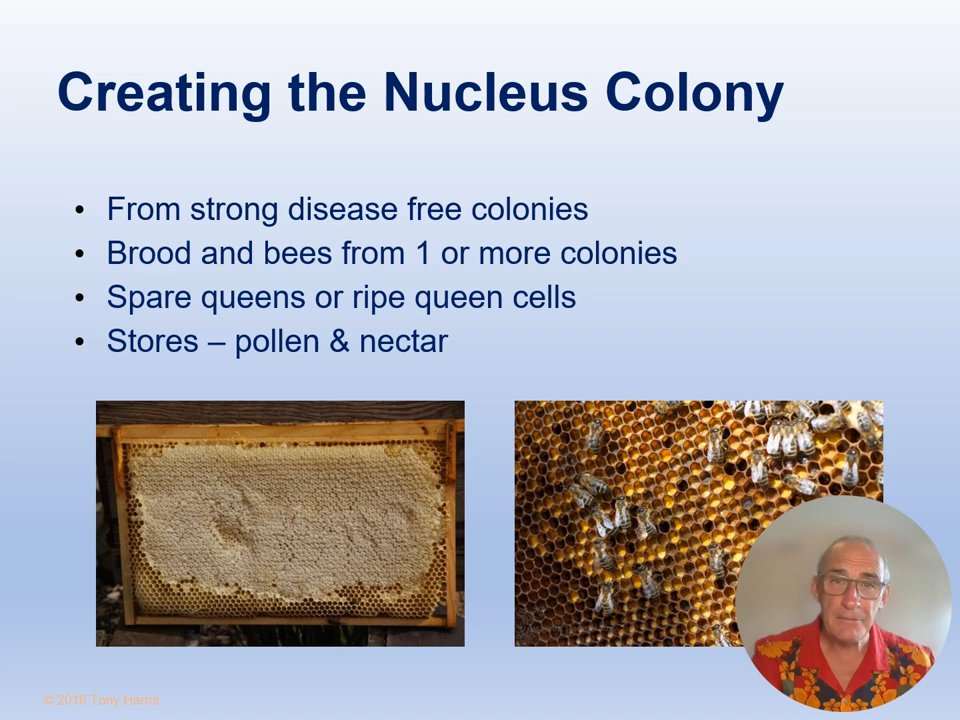 Creating the Nucleus Colony
• From strong disease free colonies
• Brood and bees from 1 or more colonies
• Spare queens or ripe queen cells
• Stores – pollen & nectar
© 2016 Tony Harris